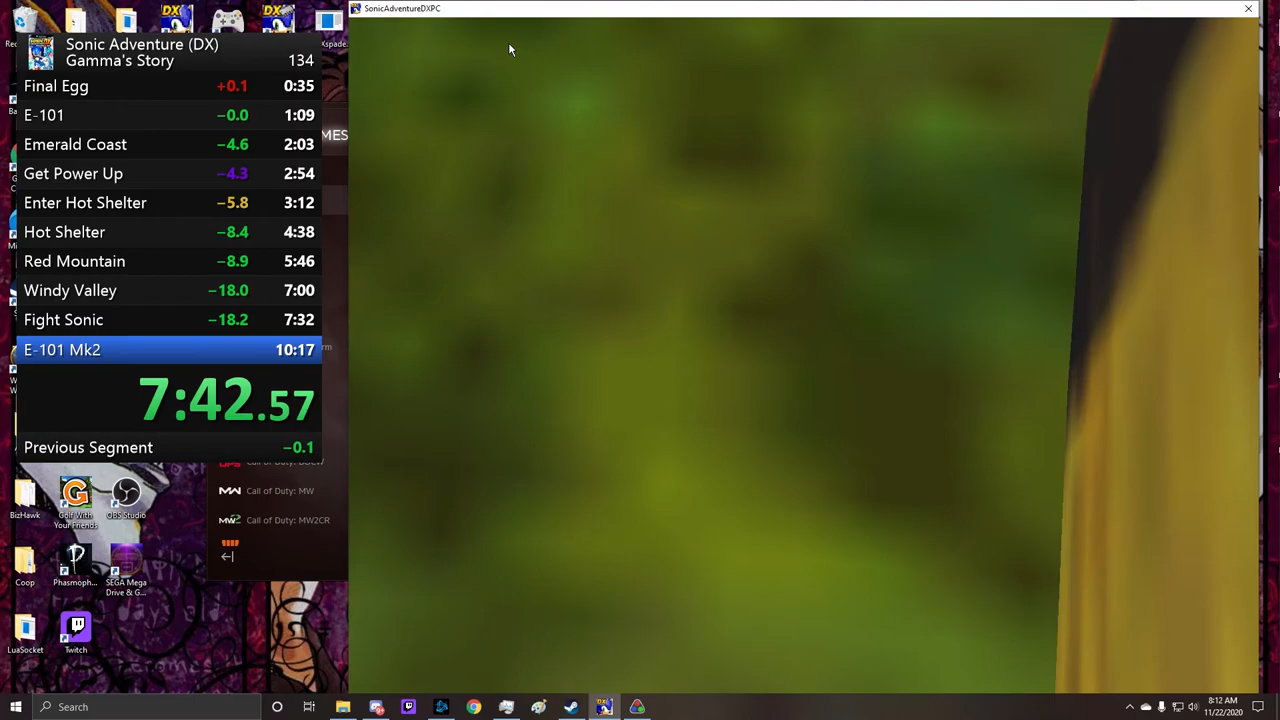 SonicAdventureDXPC
Sonic Adventure (DX)
Gamma's Story 134
Final Egg +0.1 0:35
E-101 −0.0 1:09
Emerald Coast −4.6 2:03
Get Power Up −4.3 2:54
Enter Hot Shelter −5.8 3:12
Hot Shelter −8.4 4:38
Red Mountain −8.9 5:46
Windy Valley −18.0 7:00
Fight Sonic −18.2 7:32
E-101 Mk2 10:17
7:42.57
Previous Segment −0.1
MES
Call of Duty: BOCW
Call of Duty: MW
Call of Duty: MW2CR
BizHawk
Golf With
Your Friends
OBS Studio
Coop
Phasmoph...
SEGA Mega
Drive & G...
LuaSocket
Twitch
Search
8:12 AM
11/22/2020